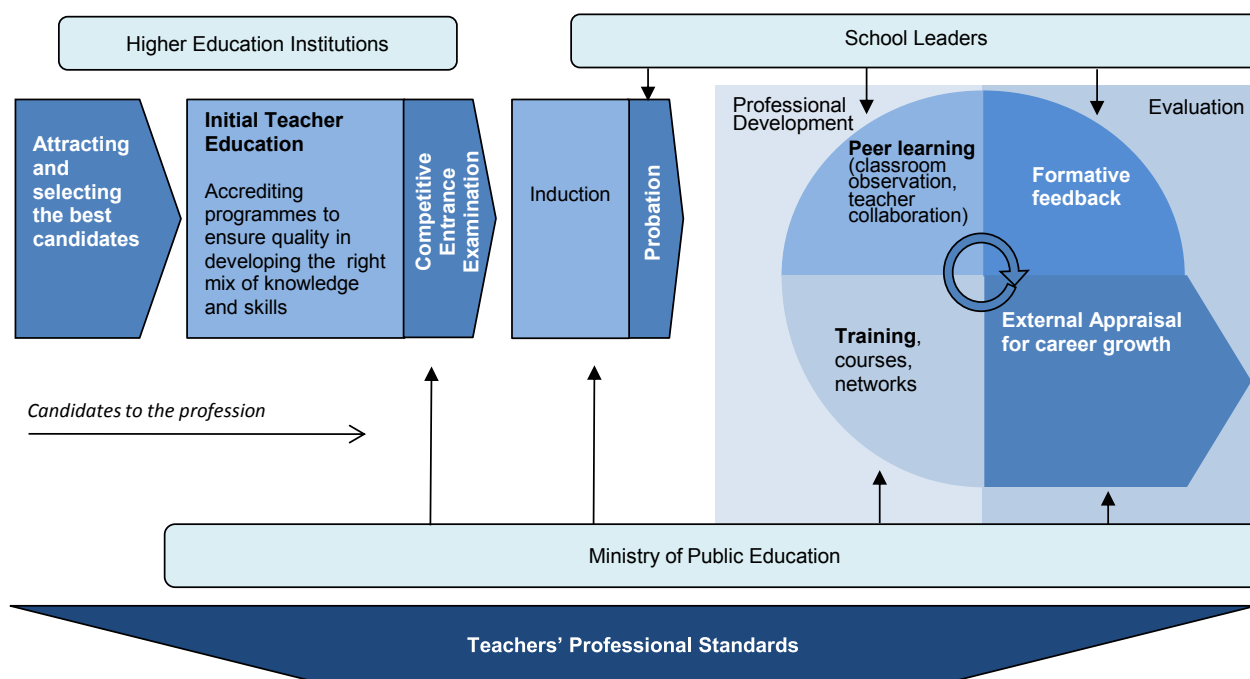 Higher Education Institutions
School Leaders
Attracting
and
selecting
the best
candidates
Initial Teacher
Education
Accrediting
programmes to
ensure quality in
developing the right
mix of knowledge
and skills
Competitive
Entrance
Examination
Induction
Probation
Professional
Development
Evaluation
Peer learning
(classroom
observation,
teacher
collaboration)
Formative
feedback
Training,
courses,
networks
External Appraisal
for career growth
Candidates to the profession
Ministry of Public Education
Teachers’ Professional Standards